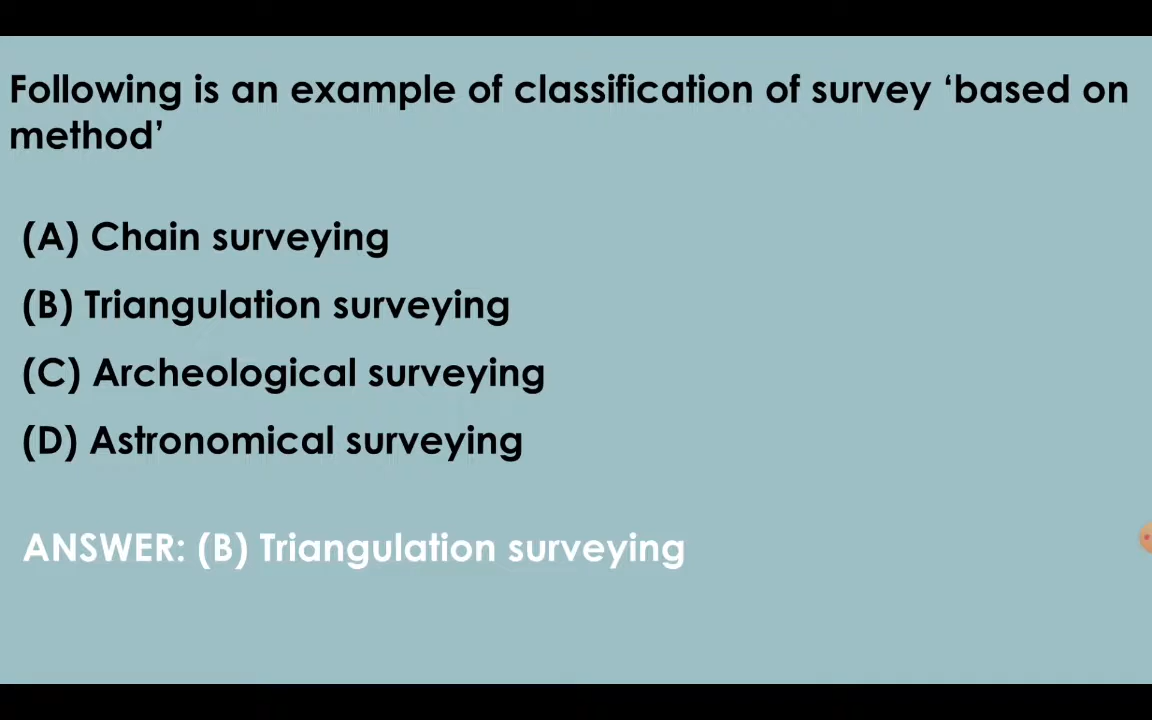 Following is an example of classification of survey ‘based on
method’
(A) Chain surveying
(B) Triangulation surveying
(C) Archeological surveying
(D) Astronomical surveying
ANSWER: (B) Triangulation surveying